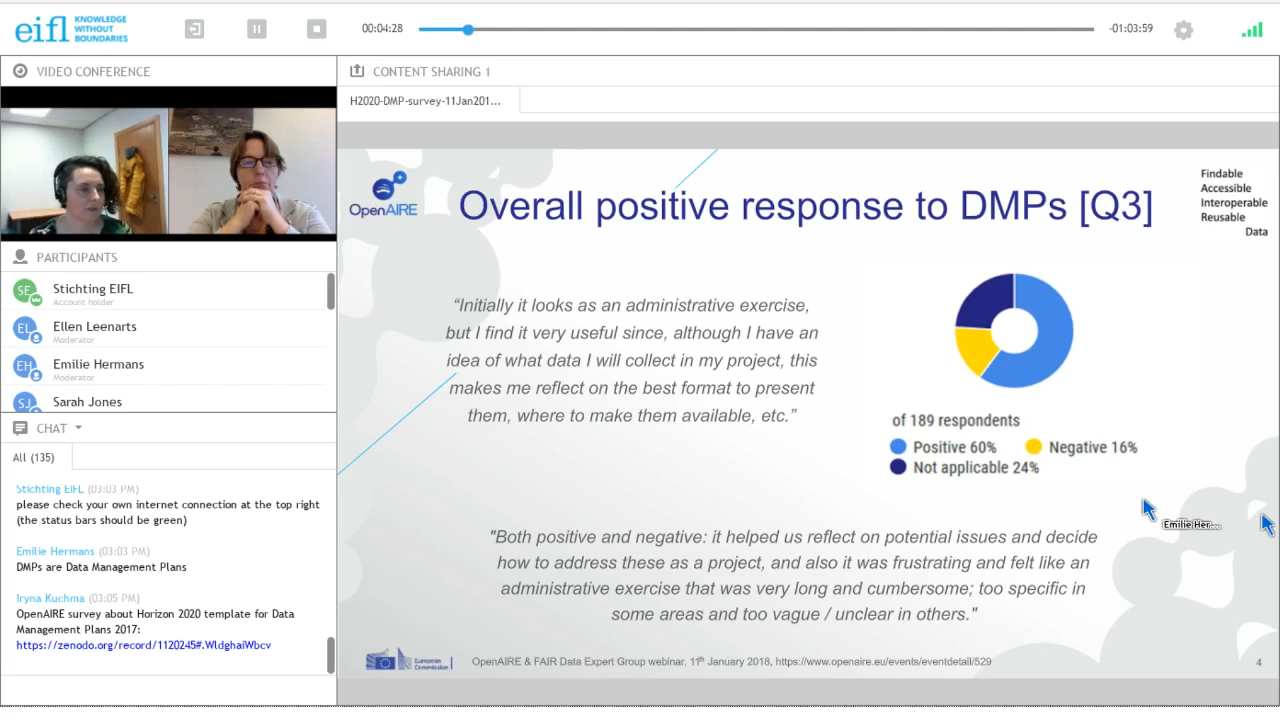 eifl KNOWLEDGE
WITHOUT
BOUNDARIES
00:04:28
-01:03:59
VIDEO CONFERENCE
CONTENT SHARING 1
H2020-DMP-survey-11Jan201...
PARTICIPANTS
SE Stichting EIFL
Account holder
EL Ellen Leenarts
Moderator
EH Emilie Hermans
Moderator
SJ Sarah Jones
CHAT
All (135)
Stichting EIFL (03:03 PM)
please check your own internet connection at the top right
(the status bars should be green)
Emilie Hermans (03:03 PM)
DMPs are Data Management Plans
Iryna Kuchma (03:05 PM)
OpenAIRE survey about Horizon 2020 template for Data
Management Plans 2017:
https://zenodo.org/record/1120245#.WldghaiWbcv
OpenAIRE
Overall positive response to DMPs [Q3]
Findable
Accessible
Interoperable
Reusable
Data
“Initially it looks as an administrative exercise,
but I find it very useful since, although I have an
idea of what data I will collect in my project, this
makes me reflect on the best format to present
them, where to make them available, etc.”
of 189 respondents
Positive 60%
Negative 16%
Not applicable 24%
Emilie Her...
"Both positive and negative: it helped us reflect on potential issues and decide
how to address these as a project, and also it was frustrating and felt like an
administrative exercise that was very long and cumbersome; too specific in
some areas and too vague / unclear in others."
European
Commission
OpenAIRE & FAIR Data Expert Group webinar, 11th January 2018, https://www.openaire.eu/events/eventdetail/529
4